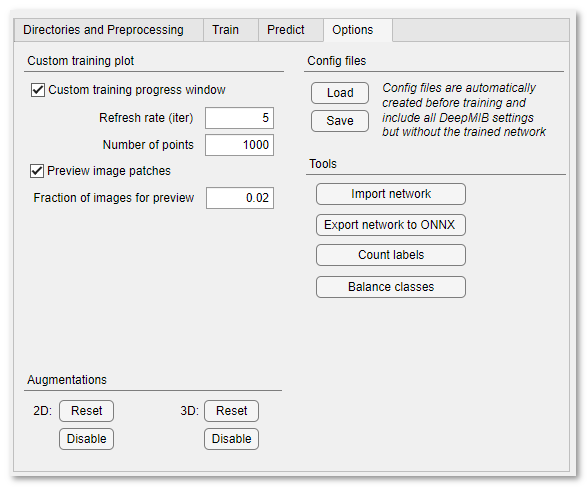 Directories and Preprocessing Train Predict Options
Custom training plot
Custom training progress window
Refresh rate (iter) 5
Number of points 1000
Preview image patches
Fraction of images for preview 0.02
Config files
Load
Save
Config files are automatically
created before training and
include all DeepMIB settings
but without the trained network
Tools
Import network
Export network to ONNX
Count labels
Balance classes
Augmentations
2D: Reset 3D: Reset
Disable Disable